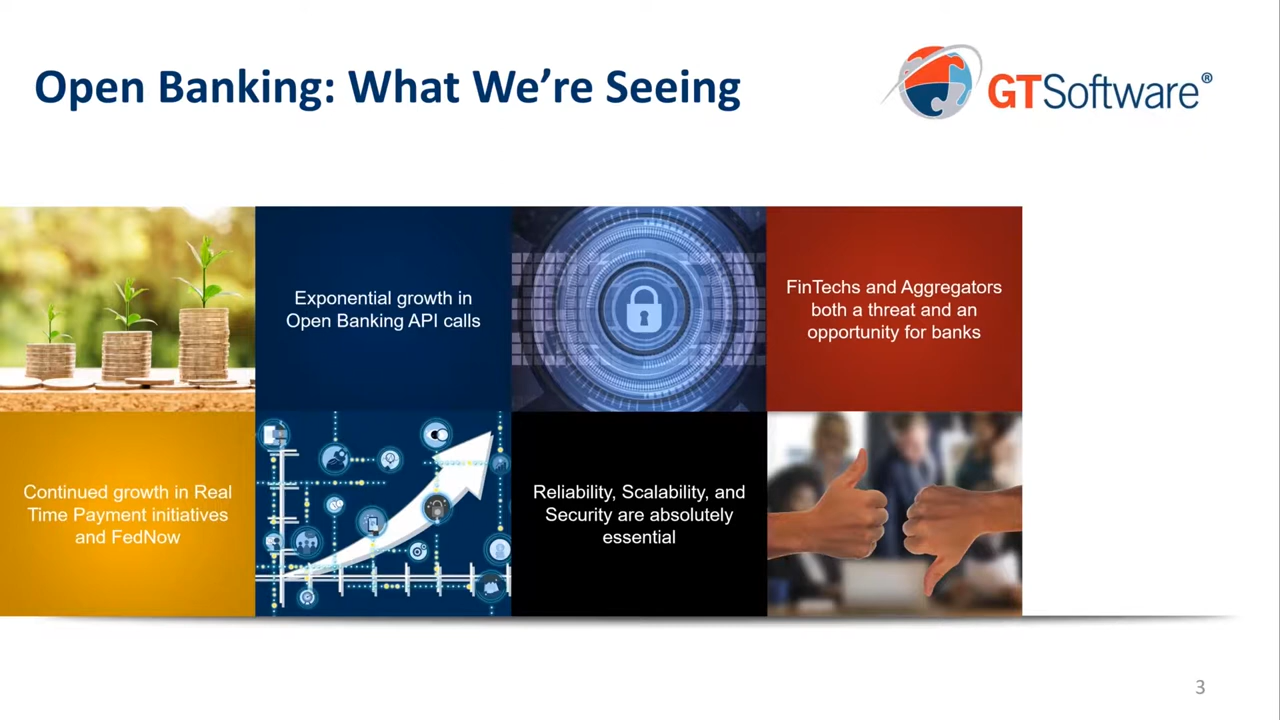 Open Banking: What We’re Seeing
GTSoftware®
Exponential growth in
Open Banking API calls
FinTechs and Aggregators
both a threat and an
opportunity for banks
Continued growth in Real
Time Payment initiatives
and FedNow
Reliability, Scalability, and
Security are absolutely
essential
3